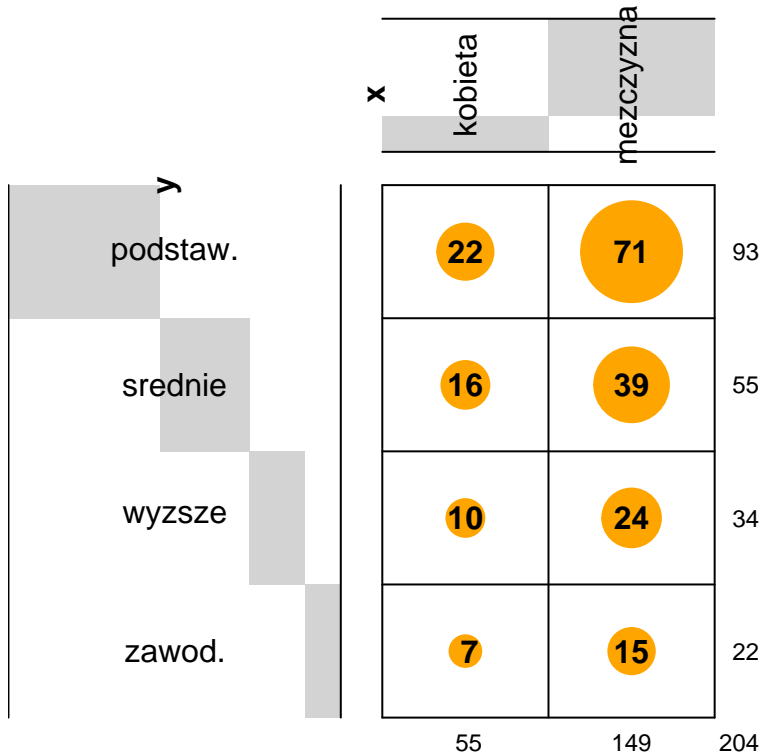 x
kobieta
mezczyzna
y
podstaw. 22 71 93
srednie 16 39 55
wyzsze 10 24 34
zawod. 7 15 22
55 149 204